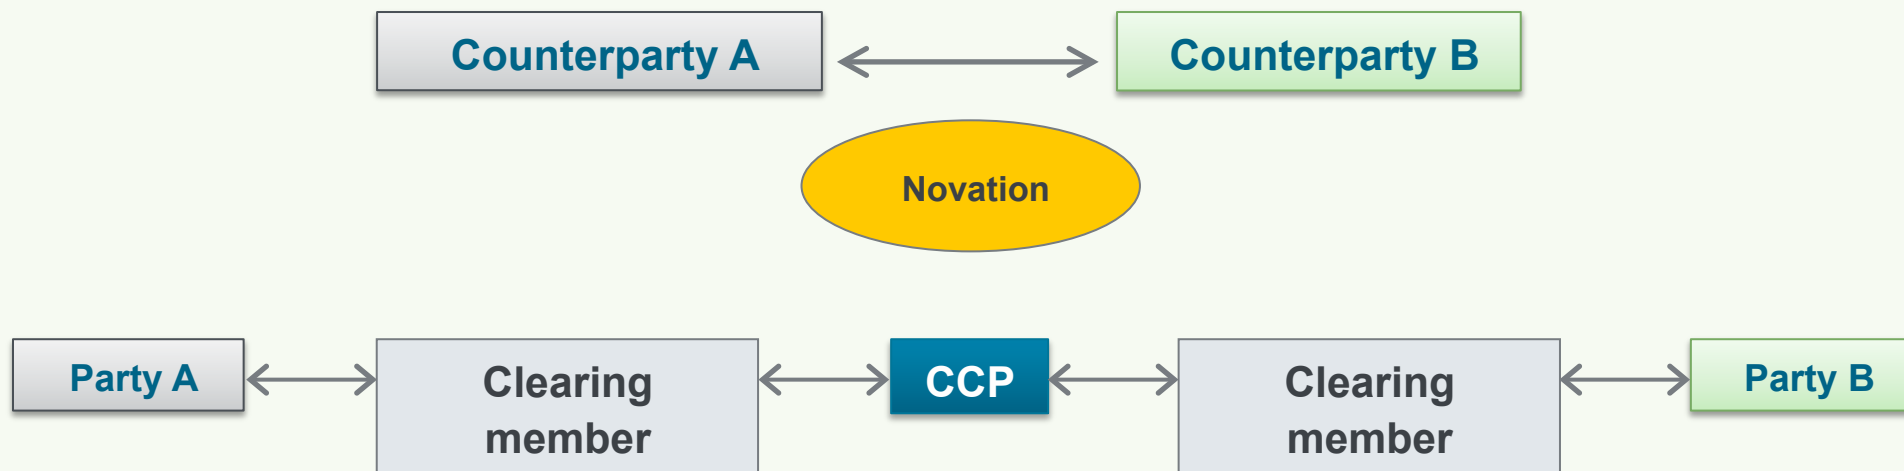 Counterparty A
Counterparty B
Novation
Party A
Clearing
member
CCP
Clearing
member
Party B